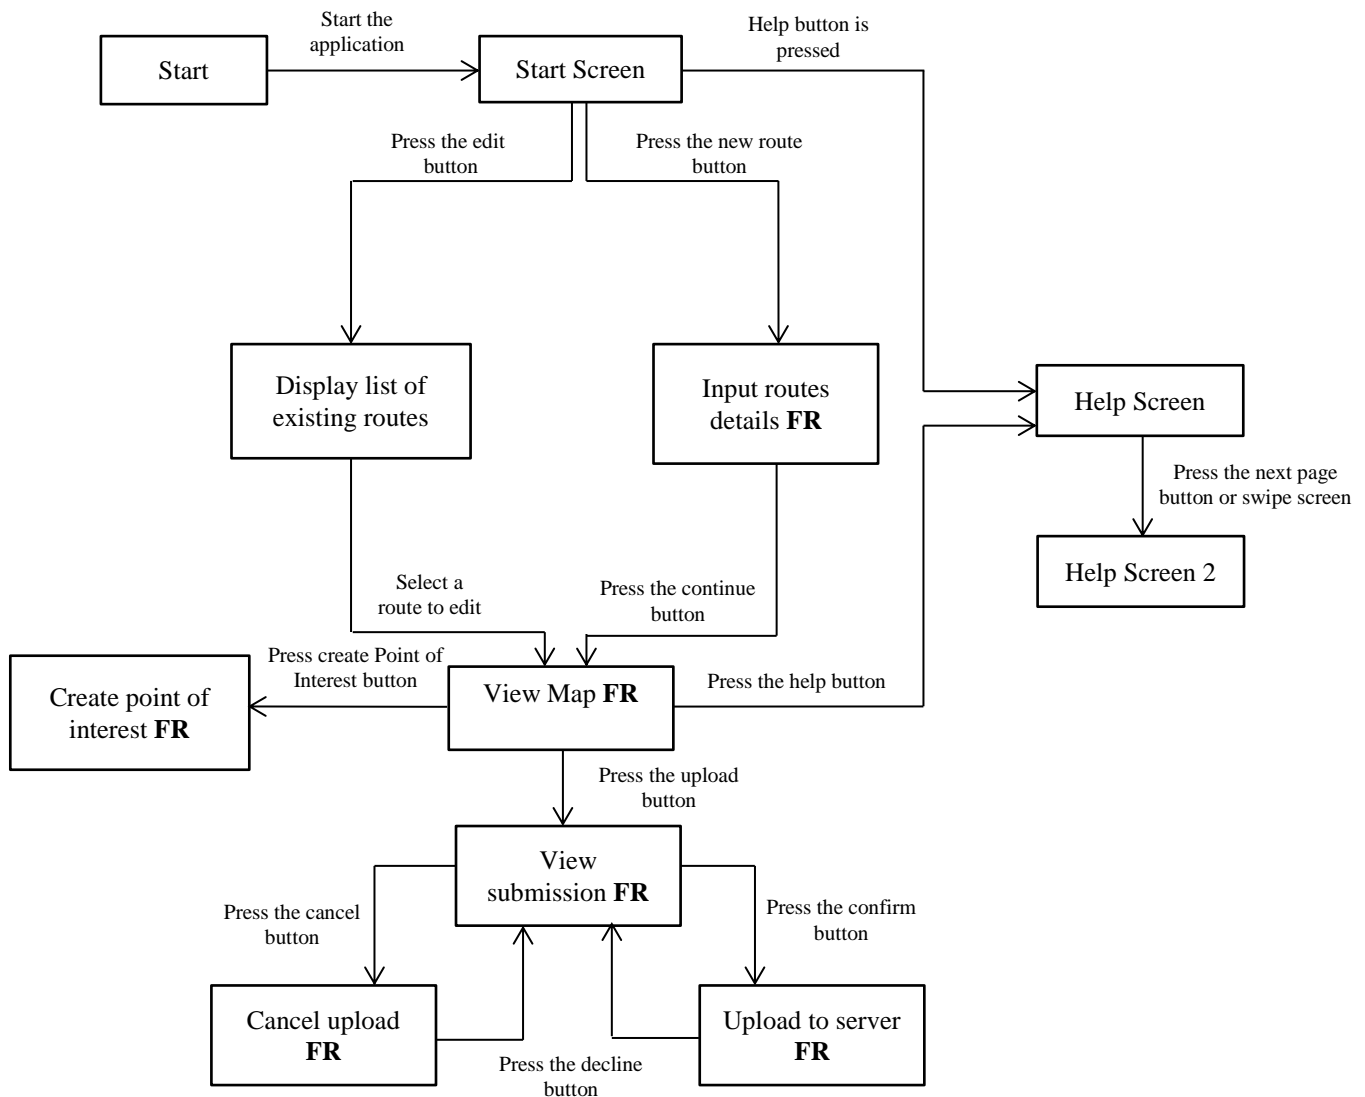 Start the
application
Help button is
pressed
Start
Start Screen
Press the edit
button
Press the new route
button
Display list of
existing routes
Input routes
details FR
Help Screen
Press the next page
button or swipe screen
Help Screen 2
Select a
route to edit
Press the continue
button
Press create Point of
Interest button
Create point of
interest FR
View Map FR
Press the help button
Press the upload
button
View
submission FR
Press the cancel
button
Press the confirm
button
Cancel upload
FR
Upload to server
FR
Press the decline
button